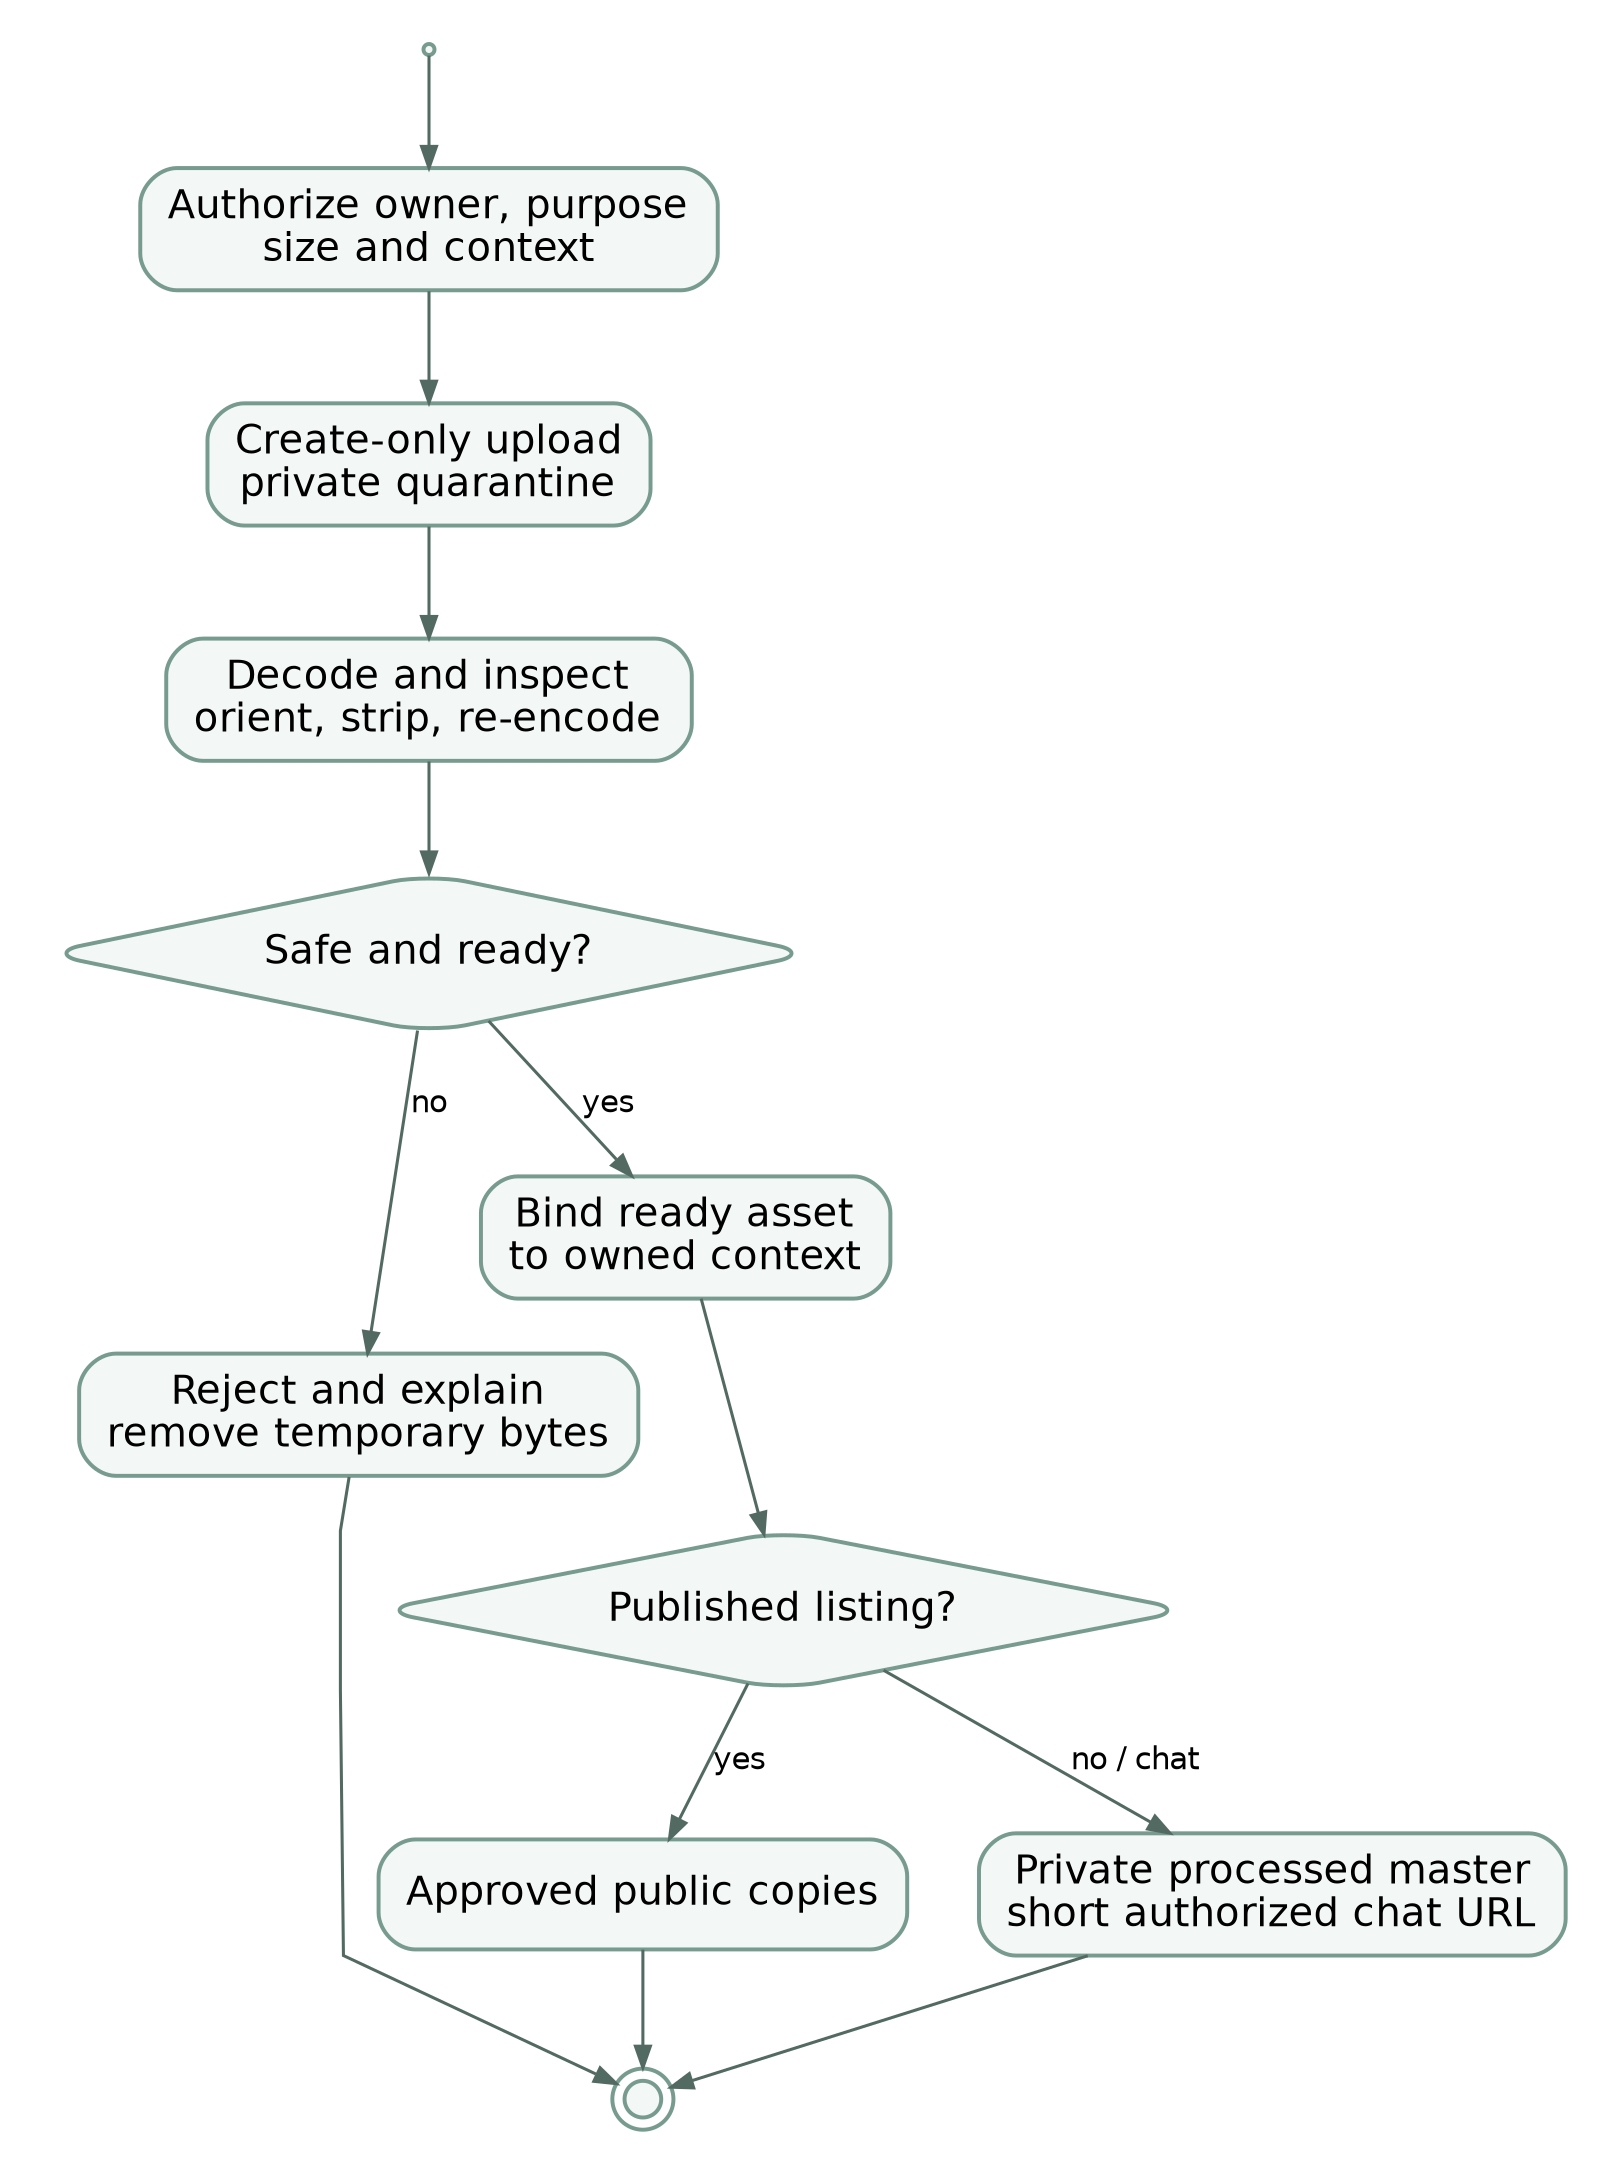 Authorize owner, purpose
size and context
Create-only upload
private quarantine
Decode and inspect
orient, strip, re-encode
Safe and ready?
no
yes
Bind ready asset
to owned context
Reject and explain
remove temporary bytes
Published listing?
yes
no / chat
Approved public copies
Private processed master
short authorized chat URL